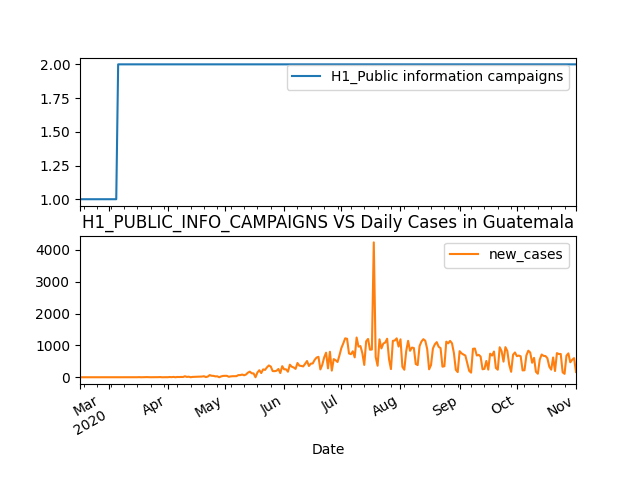 2.00
1.75
1.50
1.25
1.00
H1_Public information campaigns
H1_PUBLIC_INFO_CAMPAIGNS VS Daily Cases in Guatemala
4000
3000
2000
1000
0
new_cases
Mar
2020
Apr
May
Jun
Jul
Aug
Sep
Oct
Nov
Date